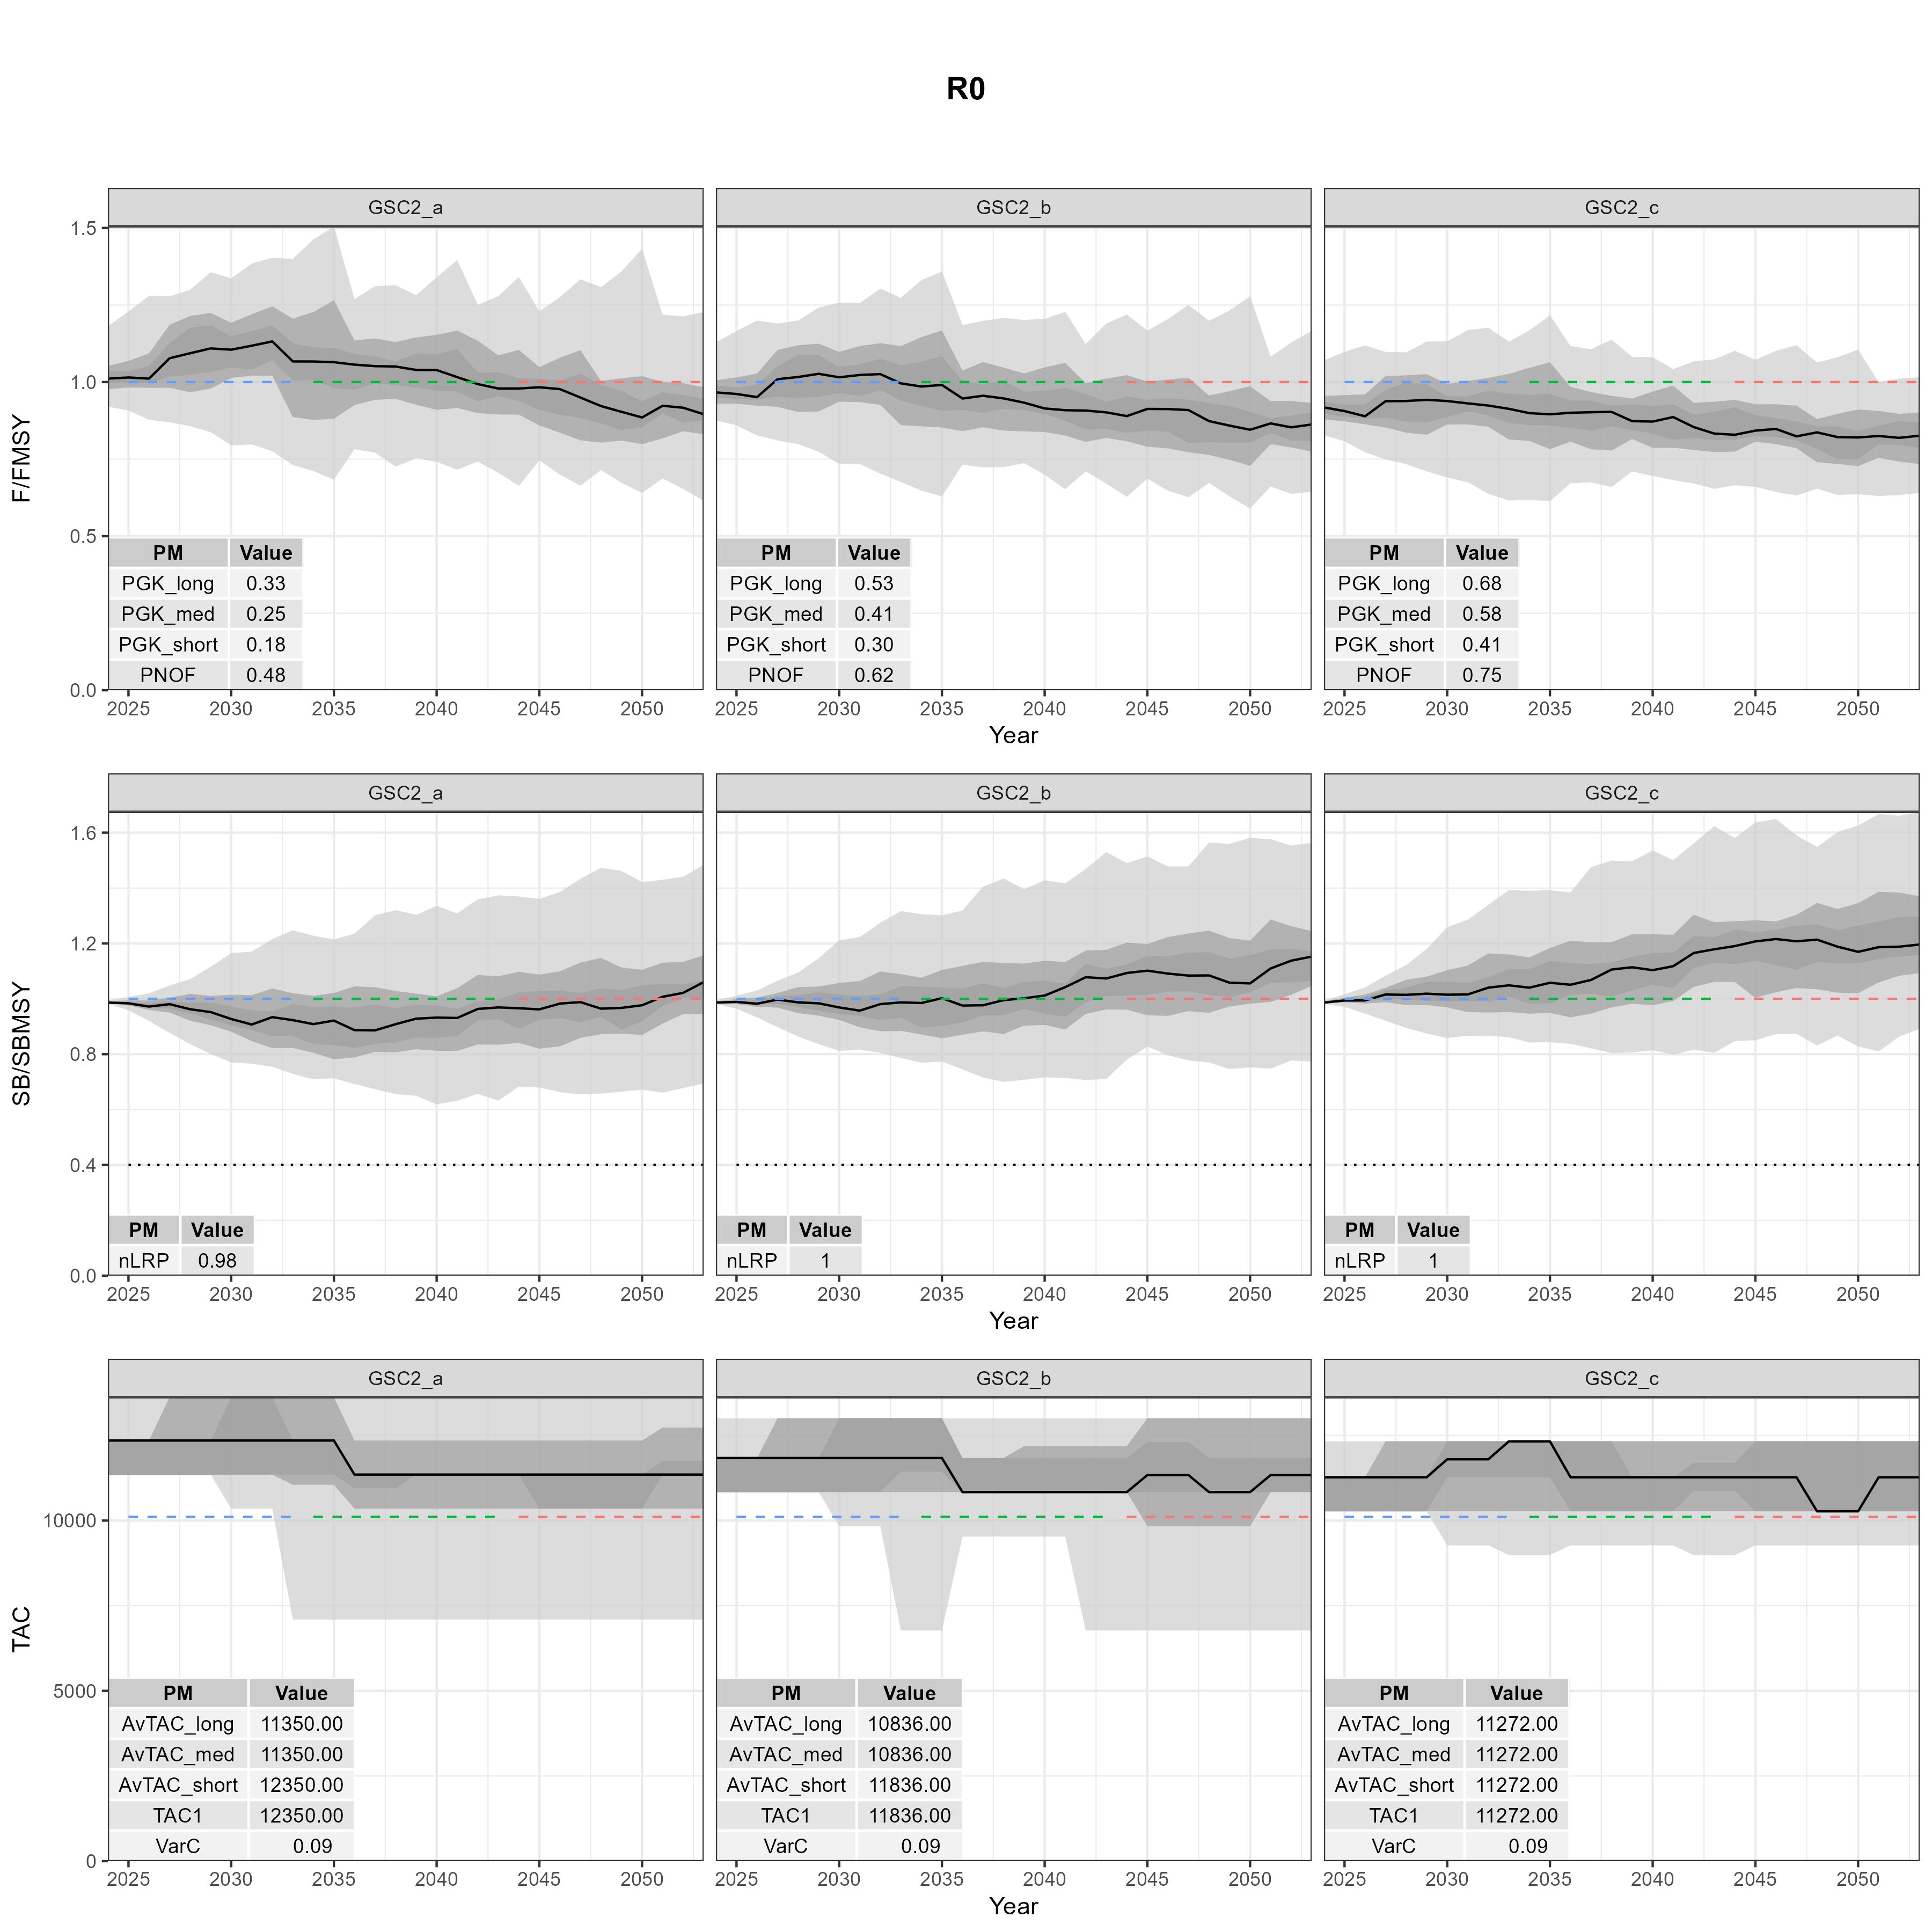 R0
GSC2_a GSC2_b GSC2_c
F/FMSY
1.5
1.0
0.5
0.0
PM Value
PGK_long 0.33
PGK_med 0.25
PGK_short 0.18
PNOF 0.48
PM Value
PGK_long 0.53
PGK_med 0.41
PGK_short 0.30
PNOF 0.62
PM Value
PGK_long 0.68
PGK_med 0.58
PGK_short 0.41
PNOF 0.75
2025 2030 2035 2040 2045 2050 2025 2030 2035 2040 2045 2050 2025 2030 2035 2040 2045 2050
Year
GSC2_a GSC2_b GSC2_c
SB/SBMSY
1.6
1.2
0.8
0.4
0.0
PM Value
nLRP 0.98
PM Value
nLRP 1
PM Value
nLRP 1
2025 2030 2035 2040 2045 2050 2025 2030 2035 2040 2045 2050 2025 2030 2035 2040 2045 2050
Year
GSC2_a GSC2_b GSC2_c
TAC
10000
5000
0
PM Value
AvTAC_long 11350.00
AvTAC_med 11350.00
AvTAC_short 12350.00
TAC1 12350.00
VarC 0.09
PM Value
AvTAC_long 10836.00
AvTAC_med 10836.00
AvTAC_short 11836.00
TAC1 11836.00
VarC 0.09
PM Value
AvTAC_long 11272.00
AvTAC_med 11272.00
AvTAC_short 11272.00
TAC1 11272.00
VarC 0.09
2025 2030 2035 2040 2045 2050 2025 2030 2035 2040 2045 2050 2025 2030 2035 2040 2045 2050
Year